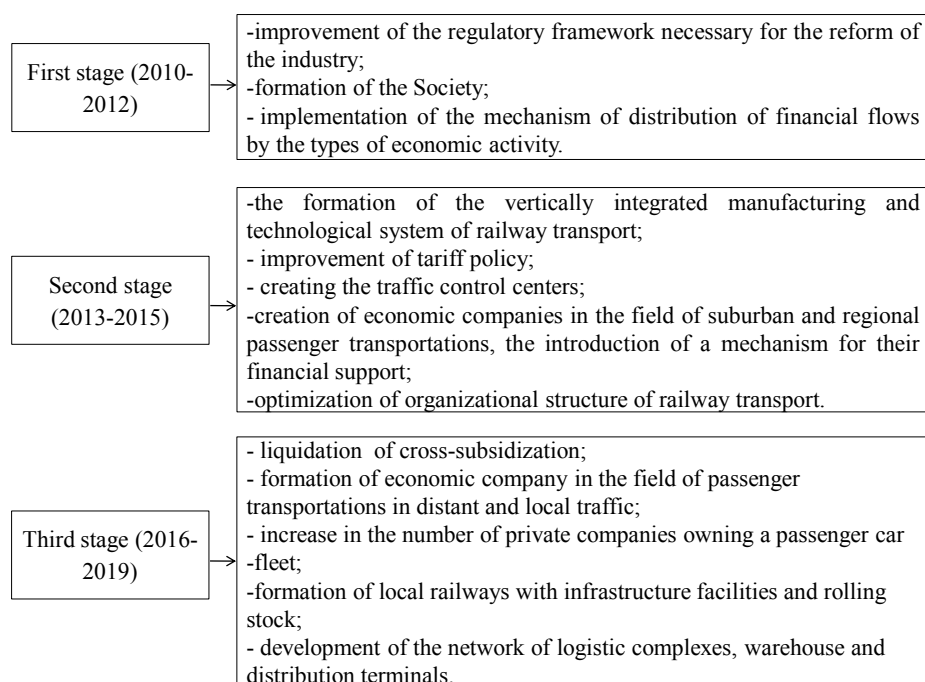 First stage (2010-
2012)
-improvement of the regulatory framework necessary for the reform of
the industry;
-formation of the Society;
- implementation of the mechanism of distribution of financial flows
by the types of economic activity.
Second stage
(2013-2015)
-the formation of the vertically integrated manufacturing and
technological system of railway transport;
- improvement of tariff policy;
- creating the traffic control centers;
-creation of economic companies in the field of suburban and regional
passenger transportations, the introduction of a mechanism for their
financial support;
-optimization of organizational structure of railway transport.
Third stage (2016-
2019)
- liquidation of cross-subsidization;
- formation of economic company in the field of passenger
transportations in distant and local traffic;
- increase in the number of private companies owning a passenger car
-fleet;
-formation of local railways with infrastructure facilities and rolling
stock;
- development of the network of logistic complexes, warehouse and
distribution terminals.